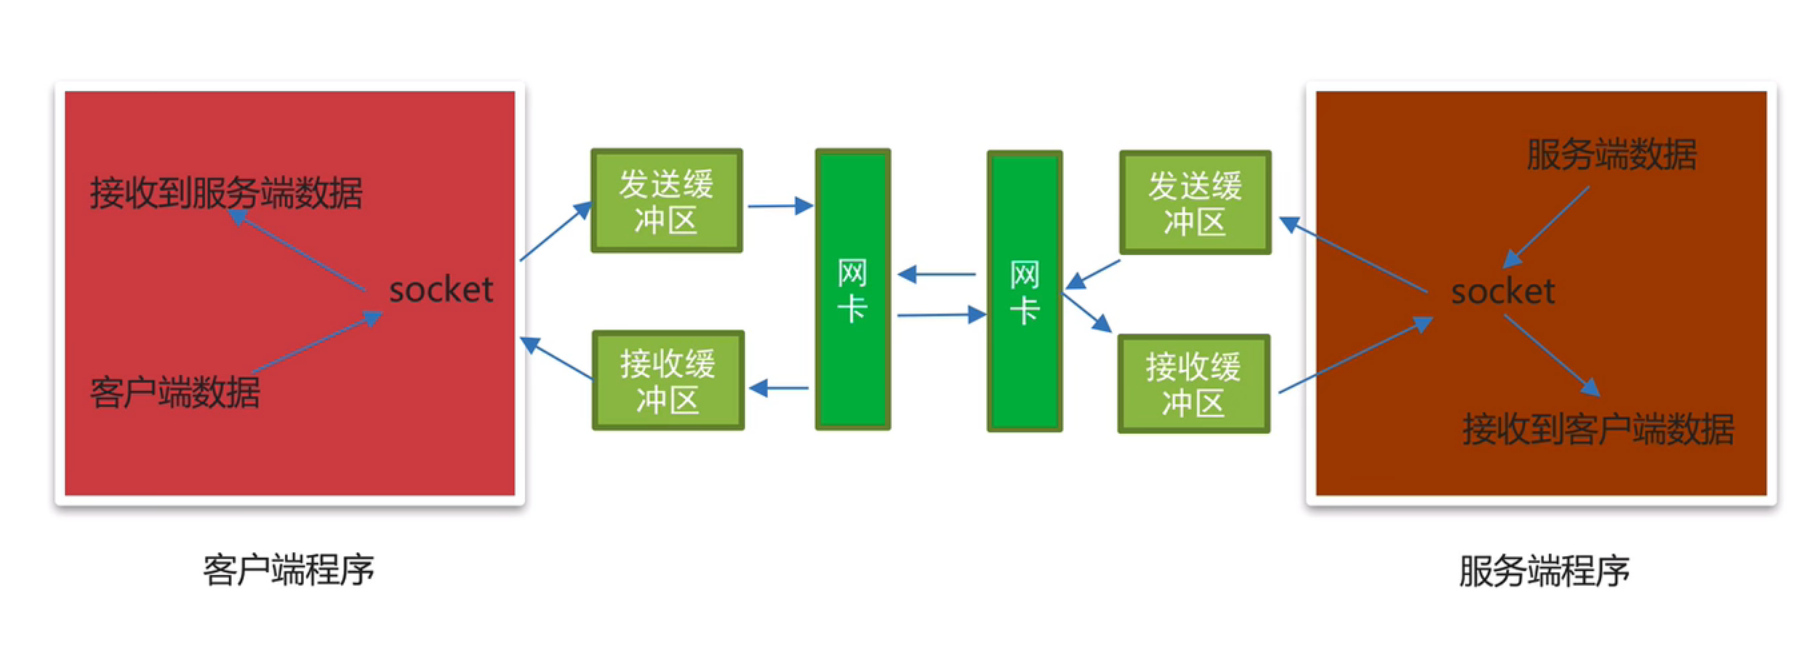 接收到服务端数据
socket
客户端数据
客户端程序
发送缓
冲区
接收缓
冲区
网
卡
网
卡
发送缓
冲区
接收缓
冲区
服务端数据
socket
接收到客户端数据
服务端程序